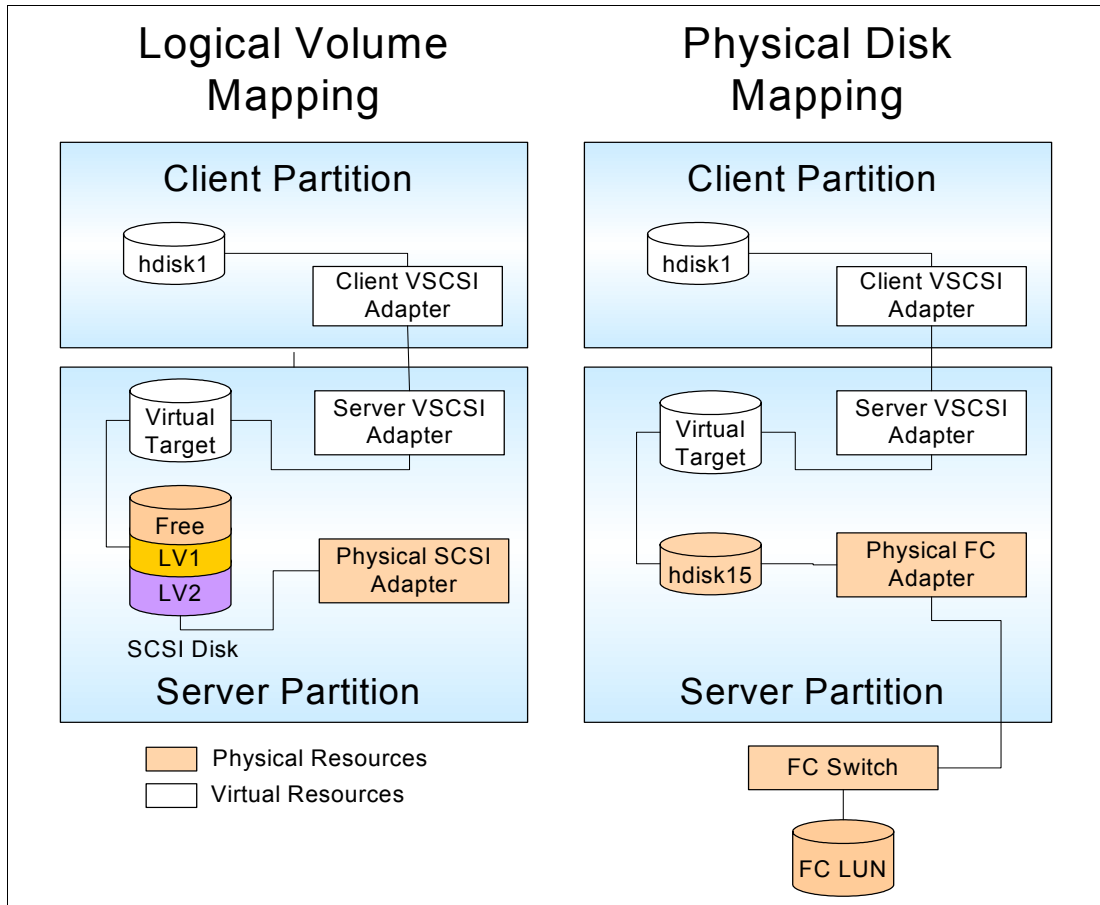 Logical Volume
Mapping
Client Partition
hdisk1
Client VSCSI
Adapter
Virtual
Target
Server VSCSI
Adapter
Free
LV1
LV2
SCSI Disk
Physical SCSI
Adapter
Server Partition
Physical Resources
Virtual Resources
Physical Disk
Mapping
Client Partition
hdisk1
Client VSCSI
Adapter
Virtual
Target
Server VSCSI
Adapter
hdisk15
Physical FC
Adapter
Server Partition
FC Switch
FC LUN